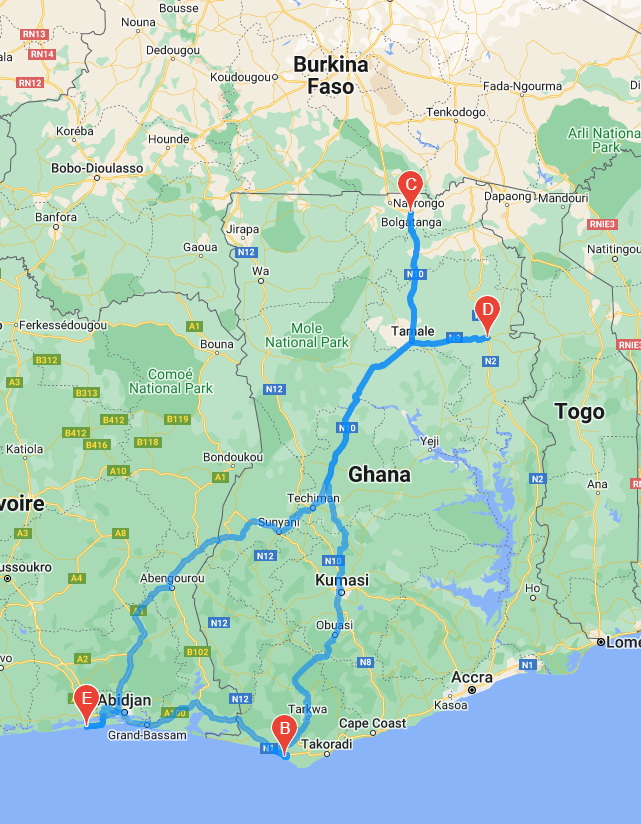 Bousse
Nouna
RN13
RN14
RN12
Dedougou
Koudougou
Burkina
Faso
Fada-Ngourma
Tenkodogo
Koréba
Hounde
Arli National
Park
Bobo-Dioulasso
C
Navrongo
Dapaong
Mandouri
Banfora
Jirapa
Bolgatanga
RNIE3
Gaoua
N12
Natitingou
Wa
N10
D
Ferkessédougou
A1
Mole
National Park
Tamale
N2
Bouna
B312
Comoé
National Park
A3
B313
N12
Togo
B412
B119
B412
B416
B118
N10
Yeji
Katiola
Bondoukou
A10
A1
Ghana
N2
Ana
Techiman
voire
Sunyani
A3
A8
N12
N10
A4
Abengourou
Kumasi
Ho
N12
Obuasi
Lome
A2
B102
N8
N1
Accra
E
Abidjan
N12
Tarkwa
Kasoa
A100
B
Cape Coast
Grand-Bassam
N1
Takoradi